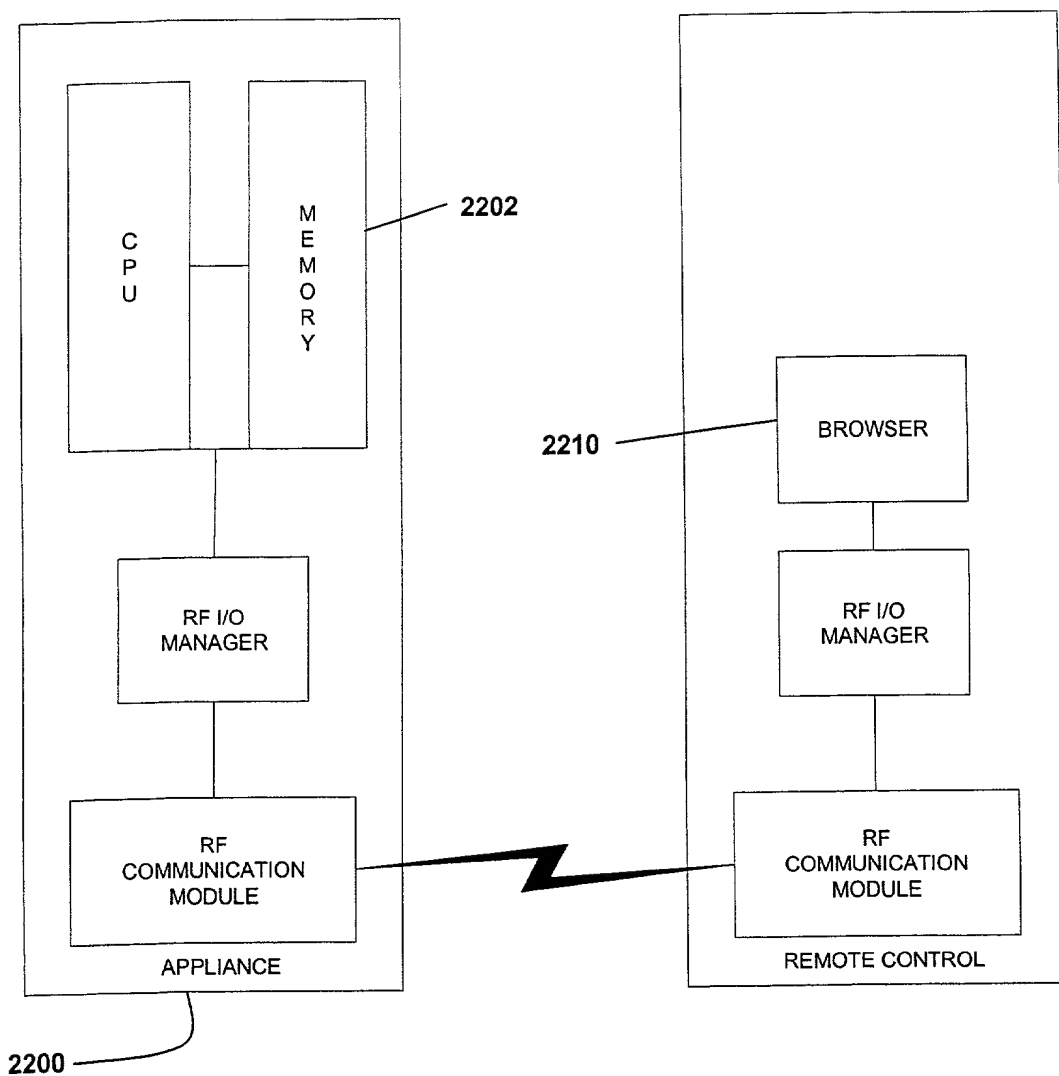 C
P
U
M
E
M
O
R
Y
2202
RF I/O
MANAGER
RF
COMMUNICATION
MODULE
APPLIANCE
2200
2210
BROWSER
RF I/O
MANAGER
RF
COMMUNICATION
MODULE
REMOTE CONTROL